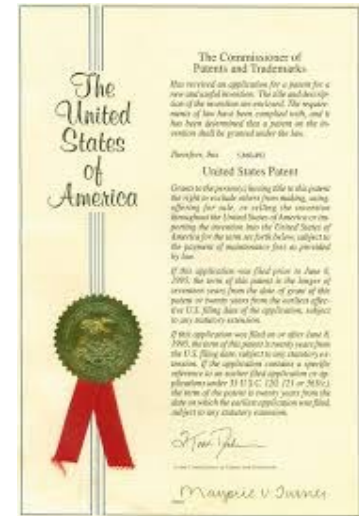 The
United
States
of
America
The Commissioner of
Patents and Trademarks
Has received an application for a patent for a
new and useful invention. The title and descrip-
tion of the invention are enclosed. The require-
ments of law have been complied with, and it
has been determined that a patent on the in-
vention shall be granted under the law.
Therefore, this
United States Patent
Grants to the person(s) having title to this patent
the right to exclude others from making, using,
offering for sale, or selling the invention
throughout the United States of America or im-
porting the invention into the United States of
America for the term set forth below, subject to
the payment of maintenance fees as provided
by law.
If this application was filed prior to June 8,
1995, the term of this patent is the longer of
seventeen years from the date of grant of this
patent or twenty years from the earliest effec-
tive U.S. filing date of the application, subject
to any statutory extension.
If this application was filed on or after June 8,
1995, the term of this patent is twenty years from
the U.S. filing date, subject to any statutory ex-
tension. If the application contains a specific
reference to an earlier filed application or ap-
plications under 35 U.S.C. 120, 121 or 365(c),
the term of the patent is twenty years from the
date on which the earliest application was filed,
subject to any statutory extension.
Marjorie V. Turner